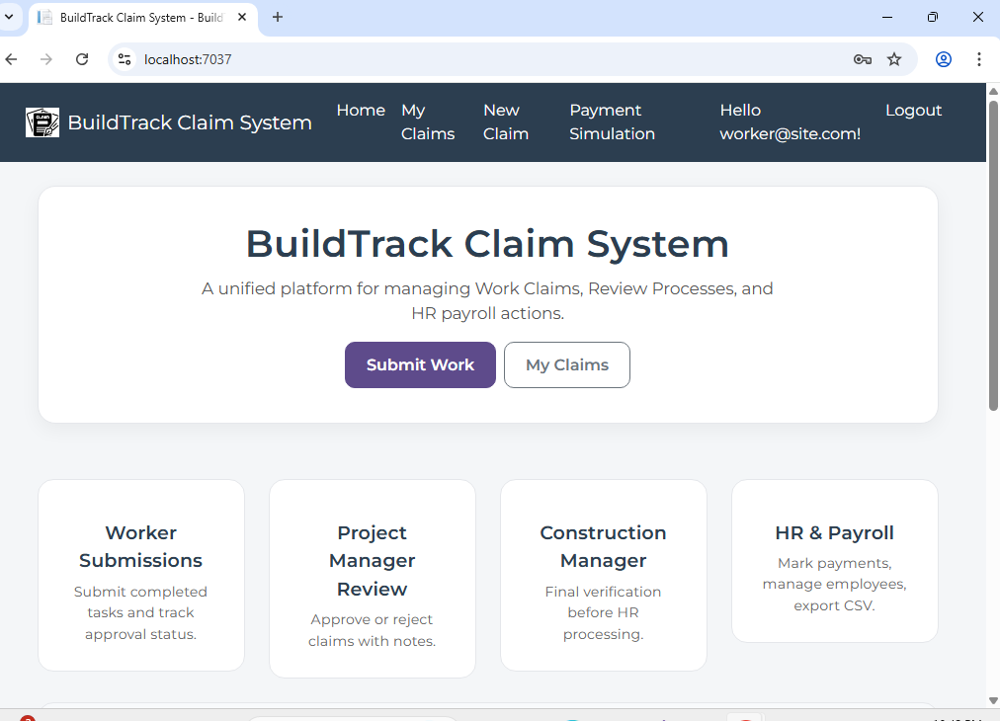 BuildTrack Claim System - Build
localhost:7037
BuildTrack Claim System
Home
My
Claims
New
Claim
Payment
Simulation
Hello
worker@site.com!
Logout
BuildTrack Claim System
A unified platform for managing Work Claims, Review Processes, and
HR payroll actions.
Submit Work
My Claims
Worker
Submissions
Submit completed
tasks and track
approval status.
Project
Manager
Review
Approve or reject
claims with notes.
Construction
Manager
Final verification
before HR
processing.
HR & Payroll
Mark payments,
manage employees,
export CSV.